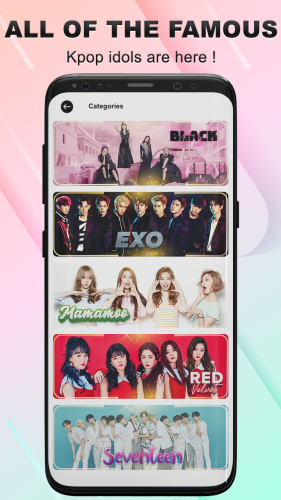 ALL OF THE FAMOUS
Kpop idols are here !
Categories
BLACK
EXO
Mamamoo
RED
Velvet
Seventeen